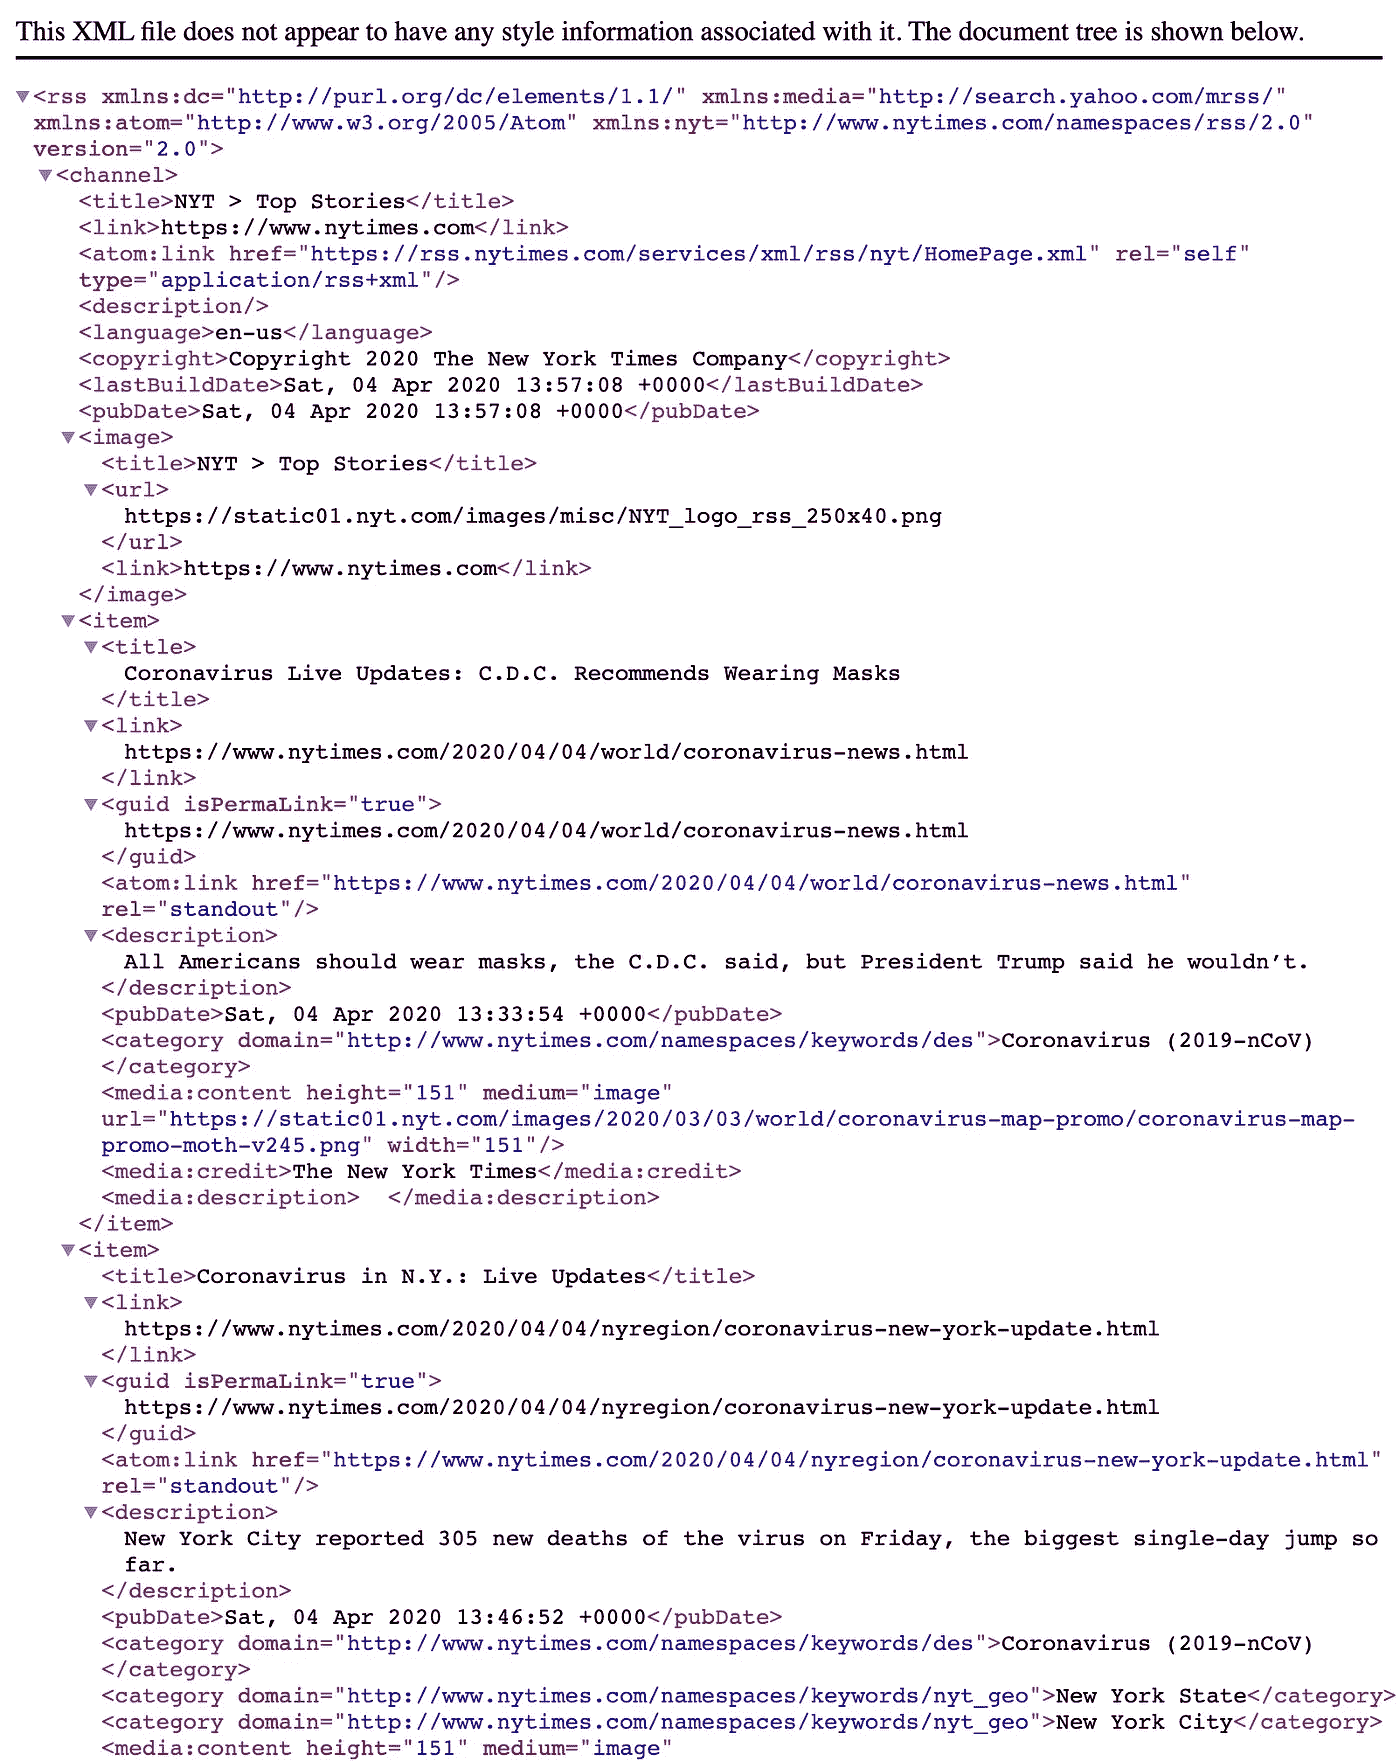 This XML file does not appear to have any style information associated with it. The document tree is shown below.
<rss xmlns:dc="http://purl.org/dc/elements/1.1/" xmlns:media="http://search.yahoo.com/mrss/"
xmlns:atom="http://www.w3.org/2005/Atom" xmlns:nyt="http://www.nytimes.com/namespaces/rss/2.0"
version="2.0">
<channel>
<title>NYT > Top Stories</title>
<link>https://www.nytimes.com</link>
<atom:link href="https://rss.nytimes.com/services/xml/rss/nyt/HomePage.xml" rel="self"
type="application/rss+xml"/>
<description/>
<language>en-us</language>
<copyright>Copyright 2020 The New York Times Company</copyright>
<lastBuildDate>Sat, 04 Apr 2020 13:57:08 +0000</lastBuildDate>
<pubDate>Sat, 04 Apr 2020 13:57:08 +0000</pubDate>
<image>
<title>NYT > Top Stories</title>
<url>
https://static01.nyt.com/images/misc/NYT_logo_rss_250x40.png
</url>
<link>https://www.nytimes.com</link>
</image>
<item>
<title>
Coronavirus Live Updates: C.D.C. Recommends Wearing Masks
</title>
<link>
https://www.nytimes.com/2020/04/04/world/coronavirus-news.html
</link>
<guid isPermaLink="true">
https://www.nytimes.com/2020/04/04/world/coronavirus-news.html
</guid>
<atom:link href="https://www.nytimes.com/2020/04/04/world/coronavirus-news.html"
rel="standout"/>
<description>
All Americans should wear masks, the C.D.C. said, but President Trump said he wouldn’t.
</description>
<pubDate>Sat, 04 Apr 2020 13:33:54 +0000</pubDate>
<category domain="http://www.nytimes.com/namespaces/keywords/des">Coronavirus (2019-nCoV)
</category>
<media:content height="151" medium="image"
url="https://static01.nyt.com/images/2020/03/03/world/coronavirus-map-promo/coronavirus-map-
promo-moth-v245.png" width="151"/>
<media:credit>The New York Times</media:credit>
<media:description>  </media:description>
</item>
<item>
<title>Coronavirus in N.Y.: Live Updates</title>
<link>
https://www.nytimes.com/2020/04/04/nyregion/coronavirus-new-york-update.html
</link>
<guid isPermaLink="true">
https://www.nytimes.com/2020/04/04/nyregion/coronavirus-new-york-update.html
</guid>
<atom:link href="https://www.nytimes.com/2020/04/04/nyregion/coronavirus-new-york-update.html"
rel="standout"/>
<description>
New York City reported 305 new deaths of the virus on Friday, the biggest single-day jump so
far.
</description>
<pubDate>Sat, 04 Apr 2020 13:46:52 +0000</pubDate>
<category domain="http://www.nytimes.com/namespaces/keywords/des">Coronavirus (2019-nCoV)
</category>
<category domain="http://www.nytimes.com/namespaces/keywords/nyt_geo">New York State</category>
<category domain="http://www.nytimes.com/namespaces/keywords/nyt_geo">New York City</category>
<media:content height="151" medium="image"